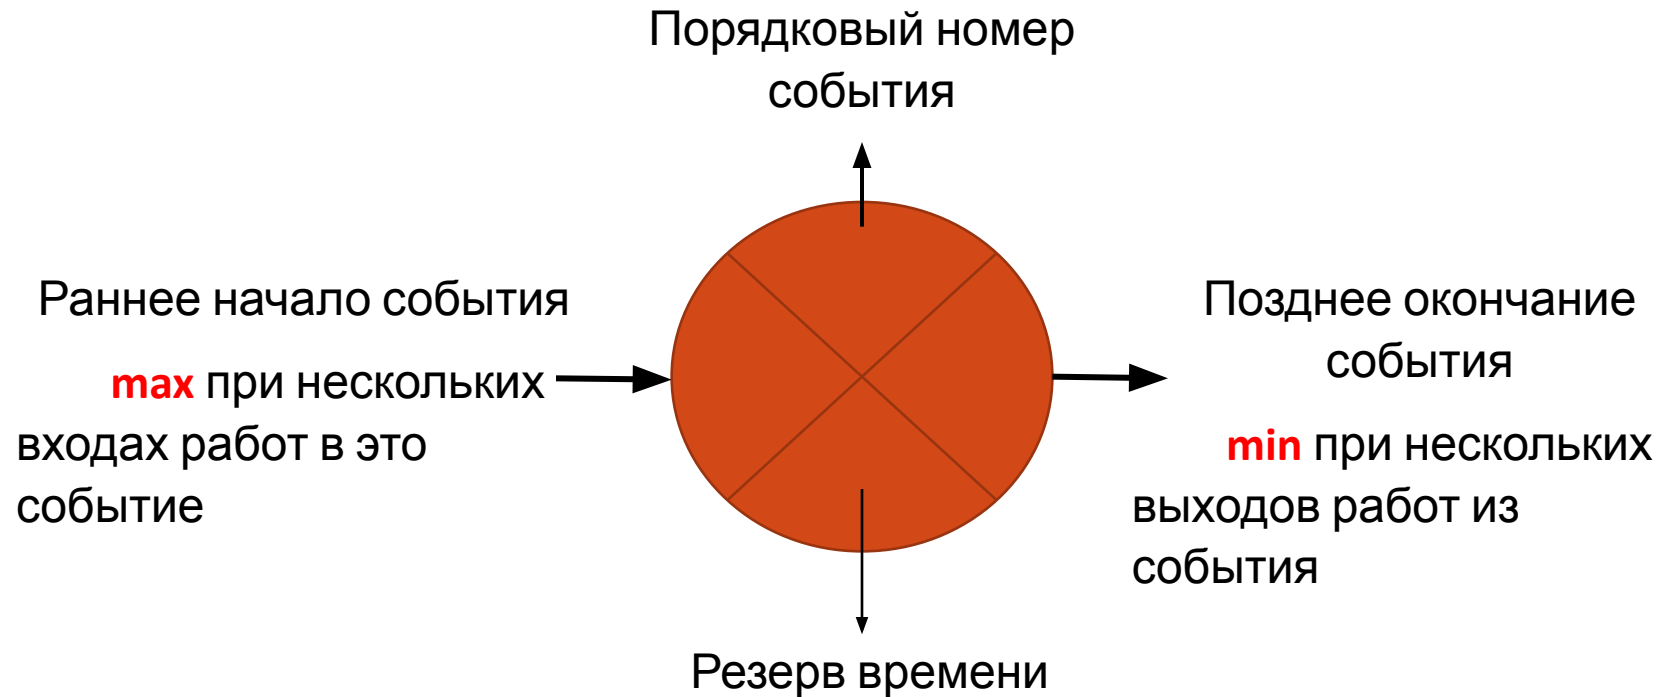 Порядковый номер
события
Раннее начало события
max при нескольких
входах работ в это
событие
Позднее окончание
события
min при нескольких
выходов работ из
события
Резерв времени